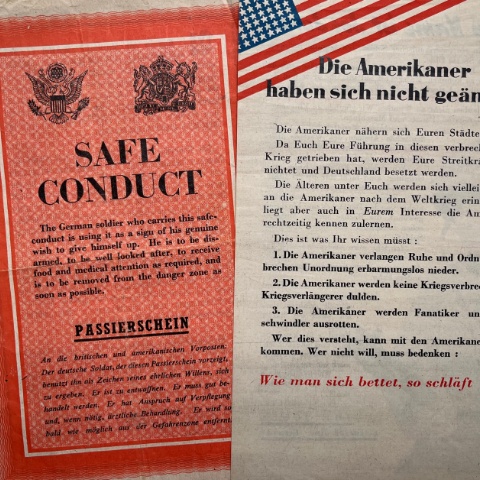 SAFE
CONDUCT
The German soldier who carries this safe-
conduct is using it as a sign of his genuine
wish to give himself up. He is to be dis-
armed, to be well looked after, to receive
food and medical attention as required, and
is to be removed from the danger zone as
soon as possible.
PASSIERSCHEIN
An die britischen und amerikanischen Vorposten:
Der deutsche Soldat, der diesen Passierschein vorzeigt,
benutzt ihn als Zeichen seines ehrlichen Willens, sich
zu ergeben. Er ist zu entwaffnen. Er muss gut be-
handelt werden. Er hat Anspruch auf Verpflegung
und, wenn nötig, ärztliche Behandlung. Er wird so
bald wie möglich aus der Gefahrenzone entfernt.
Die Amerikaner
haben sich nicht geän
Die Amerikaner nähern sich Euren Städte
Da Euch Eure Führung in diesen verbrech
Krieg getrieben hat, werden Eure Streitkrä
nichtet und Deutschland besetzt werden.
Die Älteren unter Euch werden sich vielleic
an die Amerikaner nach dem Weltkrieg erin
liegt aber auch in Eurem Interesse die Am
rechtzeitig kennen zulernen.
Dies ist was Ihr wissen müsst :
1. Die Amerikaner verlangen Ruhe und Ordn
brechen Unordnung erbarmungslos nieder.
2. Die Amerikaner werden keine Kriegsverbrec
Kriegsverlängerer dulden.
3. Die Amerikaner werden Fanatiker un
schwindler ausrotten.
Wer dies versteht, kann mit den Amerikane
kommen. Wer nicht will, muss bedenken :
Wie man sich bettet, so schläft